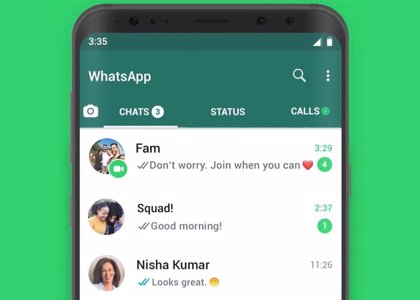 3:35
WhatsApp
CHATS 3 STATUS CALLS
Fam 3:29
Don't worry. Join when you can❤️ 4
Squad! 2:37
Good morning! 1
Nisha Kumar 11:26
Looks great. 😁